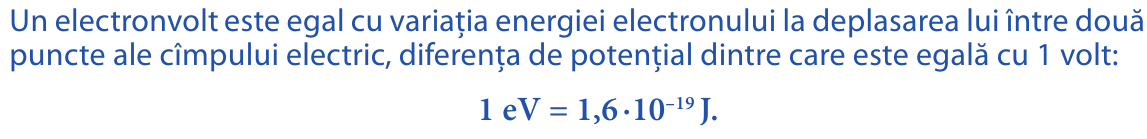 Un electronvolt este egal cu variația energiei electronului la deplasarea lui între două
puncte ale cîmpului electric, diferența de potențial dintre care este egală cu 1 volt:
1 eV = 1,6·10⁻¹⁹ J.